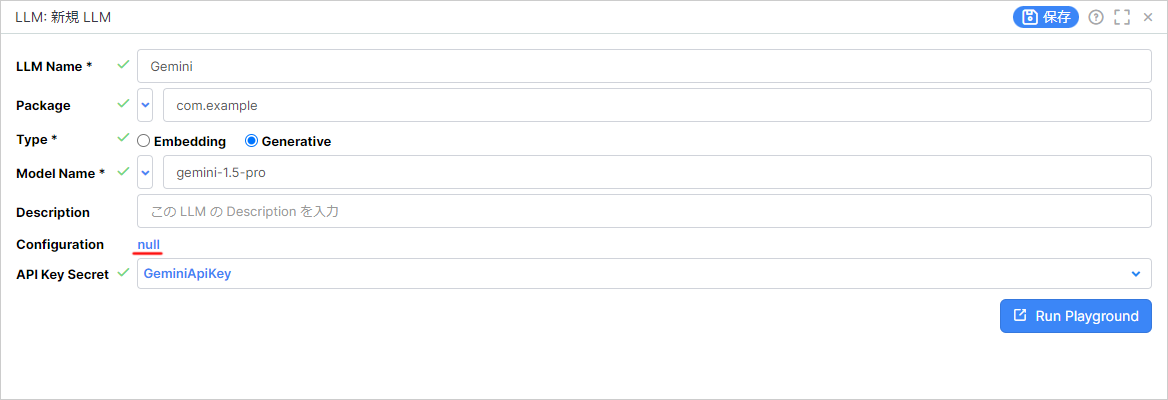 LLM: 新規 LLM 保存
LLM Name * Gemini
Package com.example
Type * Embedding Generative
Model Name * gemini-1.5-pro
Description この LLM の Description を入力
Configuration null
API Key Secret GeminiApiKey
Run Playground